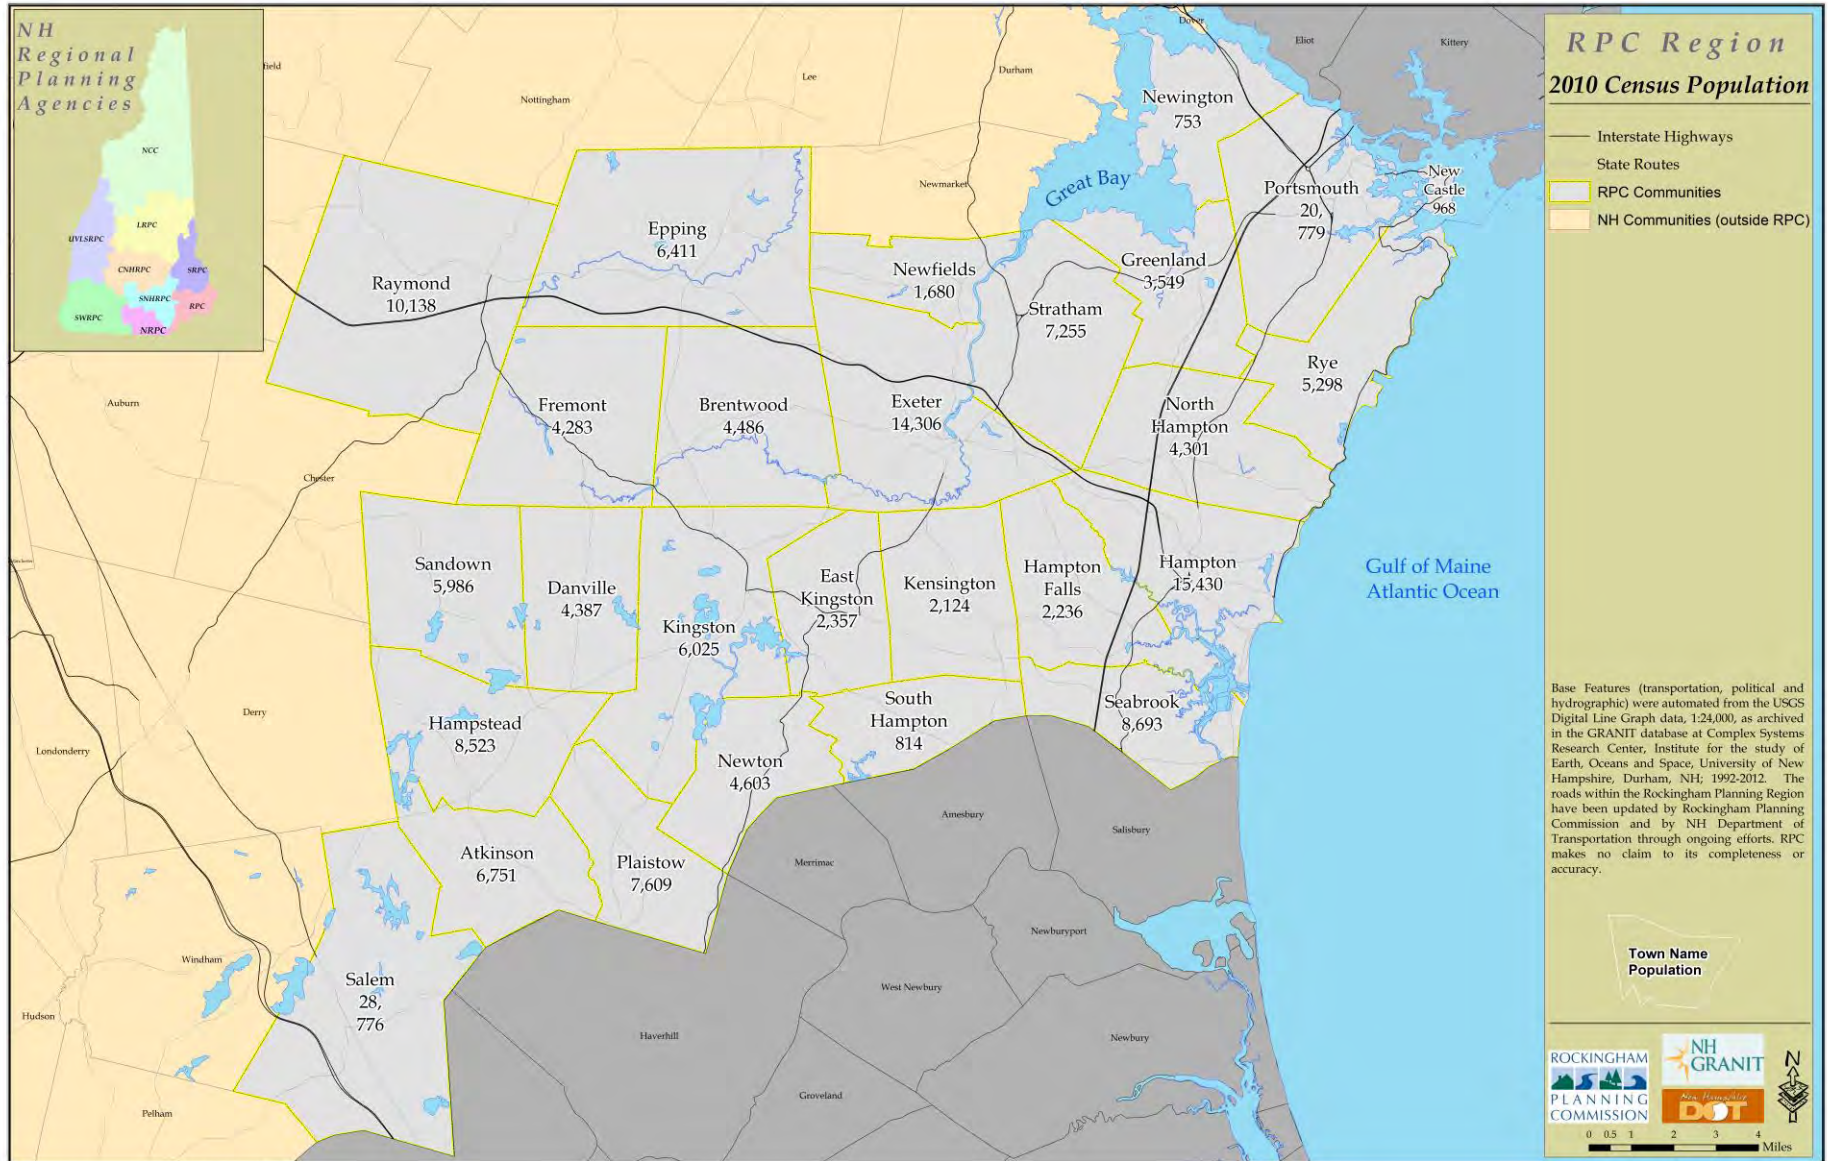 NH
Regional
Planning
Agencies
NCC
LRPC
UVLSRPC
CNHRPC
SRPC
SNHRPC
RPC
SWRPC
NRPC
RPC Region
2010 Census Population
Interstate Highways
State Routes
RPC Communities
NH Communities (outside RPC)
Dover
Eliot
Kittery
field
Lee
Durham
Nottingham
Newington
753
Newmarket
Great Bay
New
Castle
968
Portsmouth
20,
779
Epping
6,411
Greenland
3,549
Newfields
1,680
Raymond
10,138
Stratham
7,255
Rye
5,298
Auburn
Fremont
4,283
Brentwood
4,486
Exeter
14,306
North
Hampton
4,301
Chester
Sandown
5,986
Danville
4,387
Kingston
6,025
East
Kingston
2,357
Kensington
2,124
Hampton
Falls
2,236
Hampton
15,430
Gulf of Maine
Atlantic Ocean
Derry
Londonderry
Hampstead
8,523
South
Hampton
814
Seabrook
8,693
Newton
4,603
Amesbury
Salisbury
Merrimac
Atkinson
6,751
Plaistow
7,609
Newburyport
Windham
Salem
28,
776
West Newbury
Hudson
Haverhill
Newbury
Groveland
Pelham
Base Features (transportation, political and
hydrographic) were automated from the USGS
Digital Line Graph data, 1:24,000, as archived
in the GRANIT database at Complex Systems
Research Center, Institute for the study of
Earth, Oceans and Space, University of New
Hampshire, Durham, NH; 1992-2012. The
roads within the Rockingham Planning Region
have been updated by Rockingham Planning
Commission and by NH Department of
Transportation through ongoing efforts. RPC
makes no claim to its completeness or
accuracy.
Town Name
Population
ROCKINGHAM
PLANNING
COMMISSION
NH
GRANIT
New Hampshire
DOT
N
0 0.5 1 2 3 4
Miles